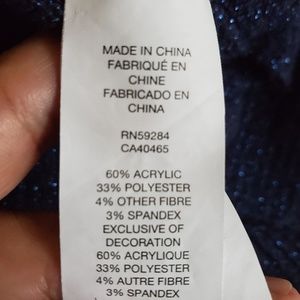 MADE IN CHINA
FABRIQUÉ EN
CHINE
FABRICADO EN
CHINA
RN59284
CA40465
60% ACRYLIC
33% POLYESTER
4% OTHER FIBRE
3% SPANDEX
EXCLUSIVE OF
DECORATION
60% ACRYLIQUE
33% POLYESTER
4% AUTRE FIBRE
3% SPANDEX